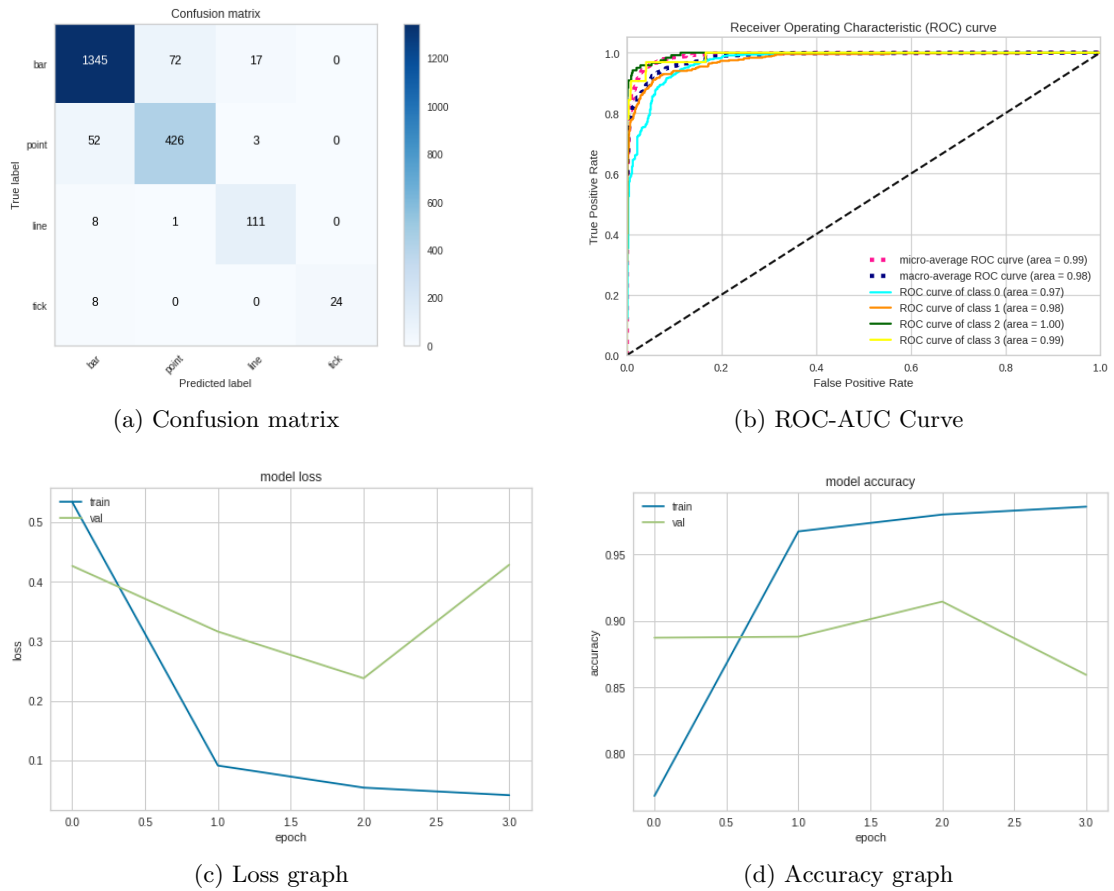 Confusion matrix
bar 1345 72 17 0
point 52 426 3 0
line 8 1 111 0
tick 8 0 0 24
True label
bar point line tick
Predicted label
1200
1000
800
600
400
200
0
(a) Confusion matrix
Receiver Operating Characteristic (ROC) curve
1.0
0.8
0.6
0.4
0.2
0.0
True Positive Rate
micro-average ROC curve (area = 0.99)
macro-average ROC curve (area = 0.98)
ROC curve of class 0 (area = 0.97)
ROC curve of class 1 (area = 0.98)
ROC curve of class 2 (area = 1.00)
ROC curve of class 3 (area = 0.99)
0.0 0.2 0.4 0.6 0.8 1.0
False Positive Rate
(b) ROC-AUC Curve
model loss
train
val
0.5
0.4
0.3
0.2
0.1
loss
0.0 0.5 1.0 1.5 2.0 2.5 3.0
epoch
(c) Loss graph
model accuracy
train
val
0.95
0.90
0.85
0.80
accuracy
0.0 0.5 1.0 1.5 2.0 2.5 3.0
epoch
(d) Accuracy graph